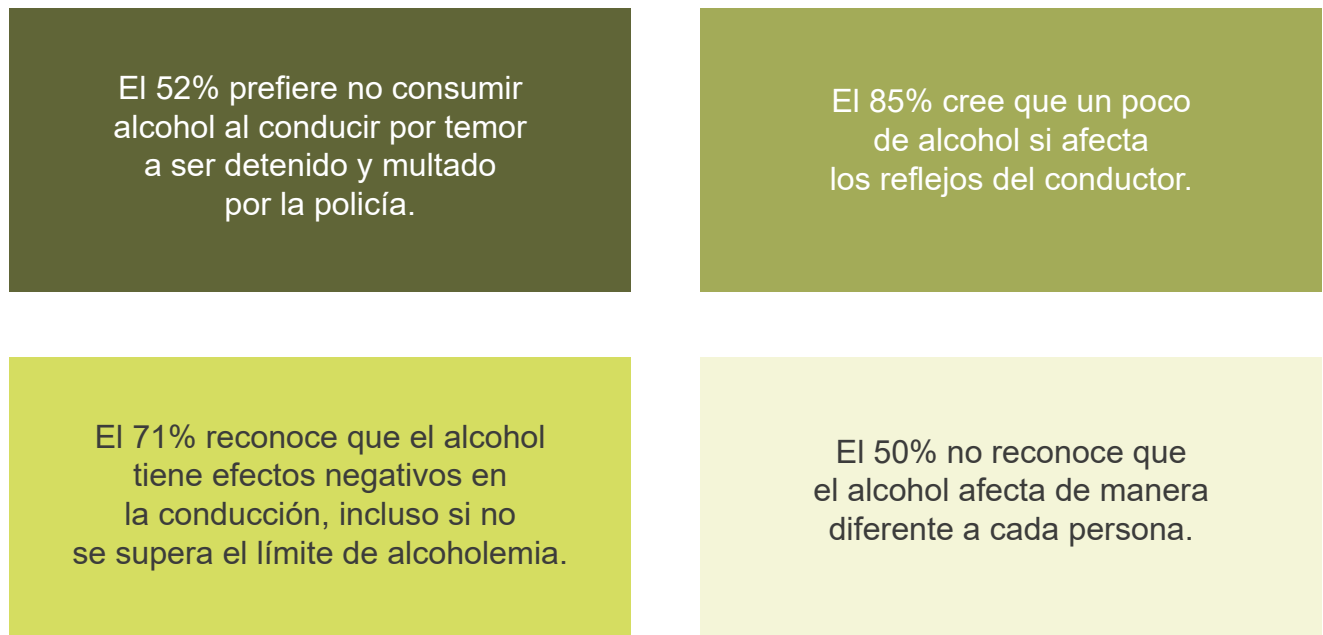 El 52% prefiere no consumir
alcohol al conducir por temor
a ser detenido y multado
por la policía.
El 85% cree que un poco
de alcohol si afecta
los reflejos del conductor.
El 71% reconoce que el alcohol
tiene efectos negativos en
la conducción, incluso si no
se supera el límite de alcoholemia.
El 50% no reconoce que
el alcohol afecta de manera
diferente a cada persona.